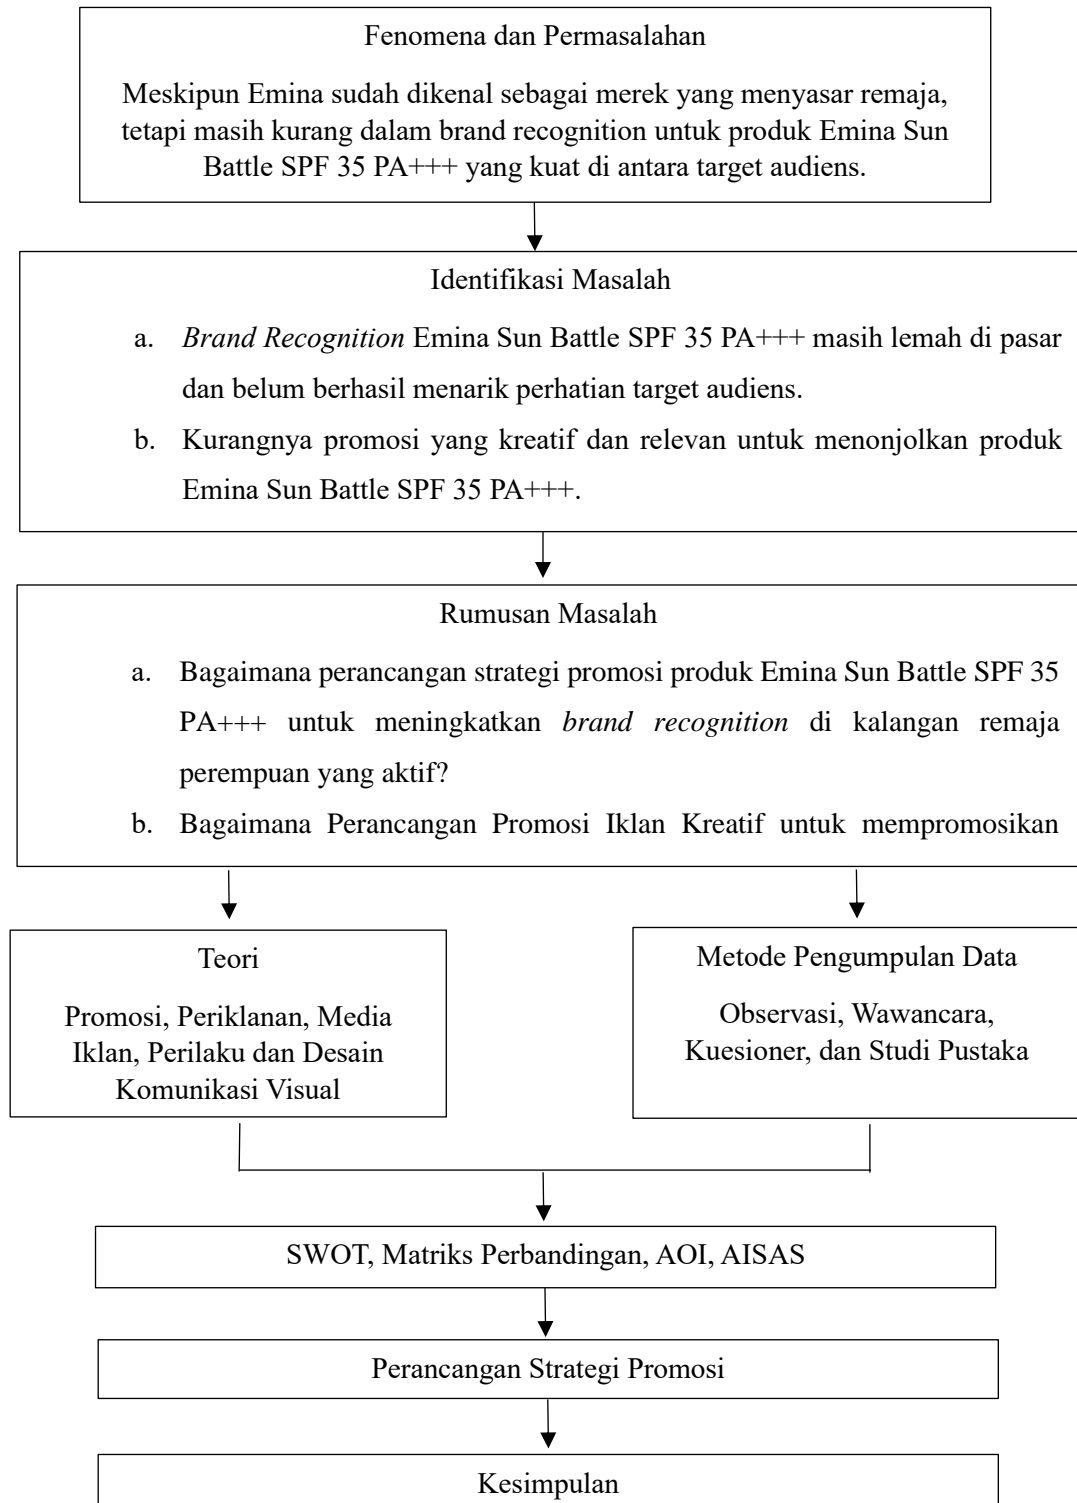 Fenomena dan Permasalahan
Meskipun Emina sudah dikenal sebagai merek yang menyasar remaja,
tetapi masih kurang dalam brand recognition untuk produk Emina Sun
Battle SPF 35 PA+++ yang kuat di antara target audiens.
Identifikasi Masalah
a. Brand Recognition Emina Sun Battle SPF 35 PA+++ masih lemah di pasar
dan belum berhasil menarik perhatian target audiens.
b. Kurangnya promosi yang kreatif dan relevan untuk menonjolkan produk
Emina Sun Battle SPF 35 PA+++.
Rumusan Masalah
a. Bagaimana perancangan strategi promosi produk Emina Sun Battle SPF 35
PA+++ untuk meningkatkan brand recognition di kalangan remaja
perempuan yang aktif?
b. Bagaimana Perancangan Promosi Iklan Kreatif untuk mempromosikan
Teori
Promosi, Periklanan, Media
Iklan, Perilaku dan Desain
Komunikasi Visual
Metode Pengumpulan Data
Observasi, Wawancara,
Kuesioner, dan Studi Pustaka
SWOT, Matriks Perbandingan, AOI, AISAS
Perancangan Strategi Promosi
Kesimpulan